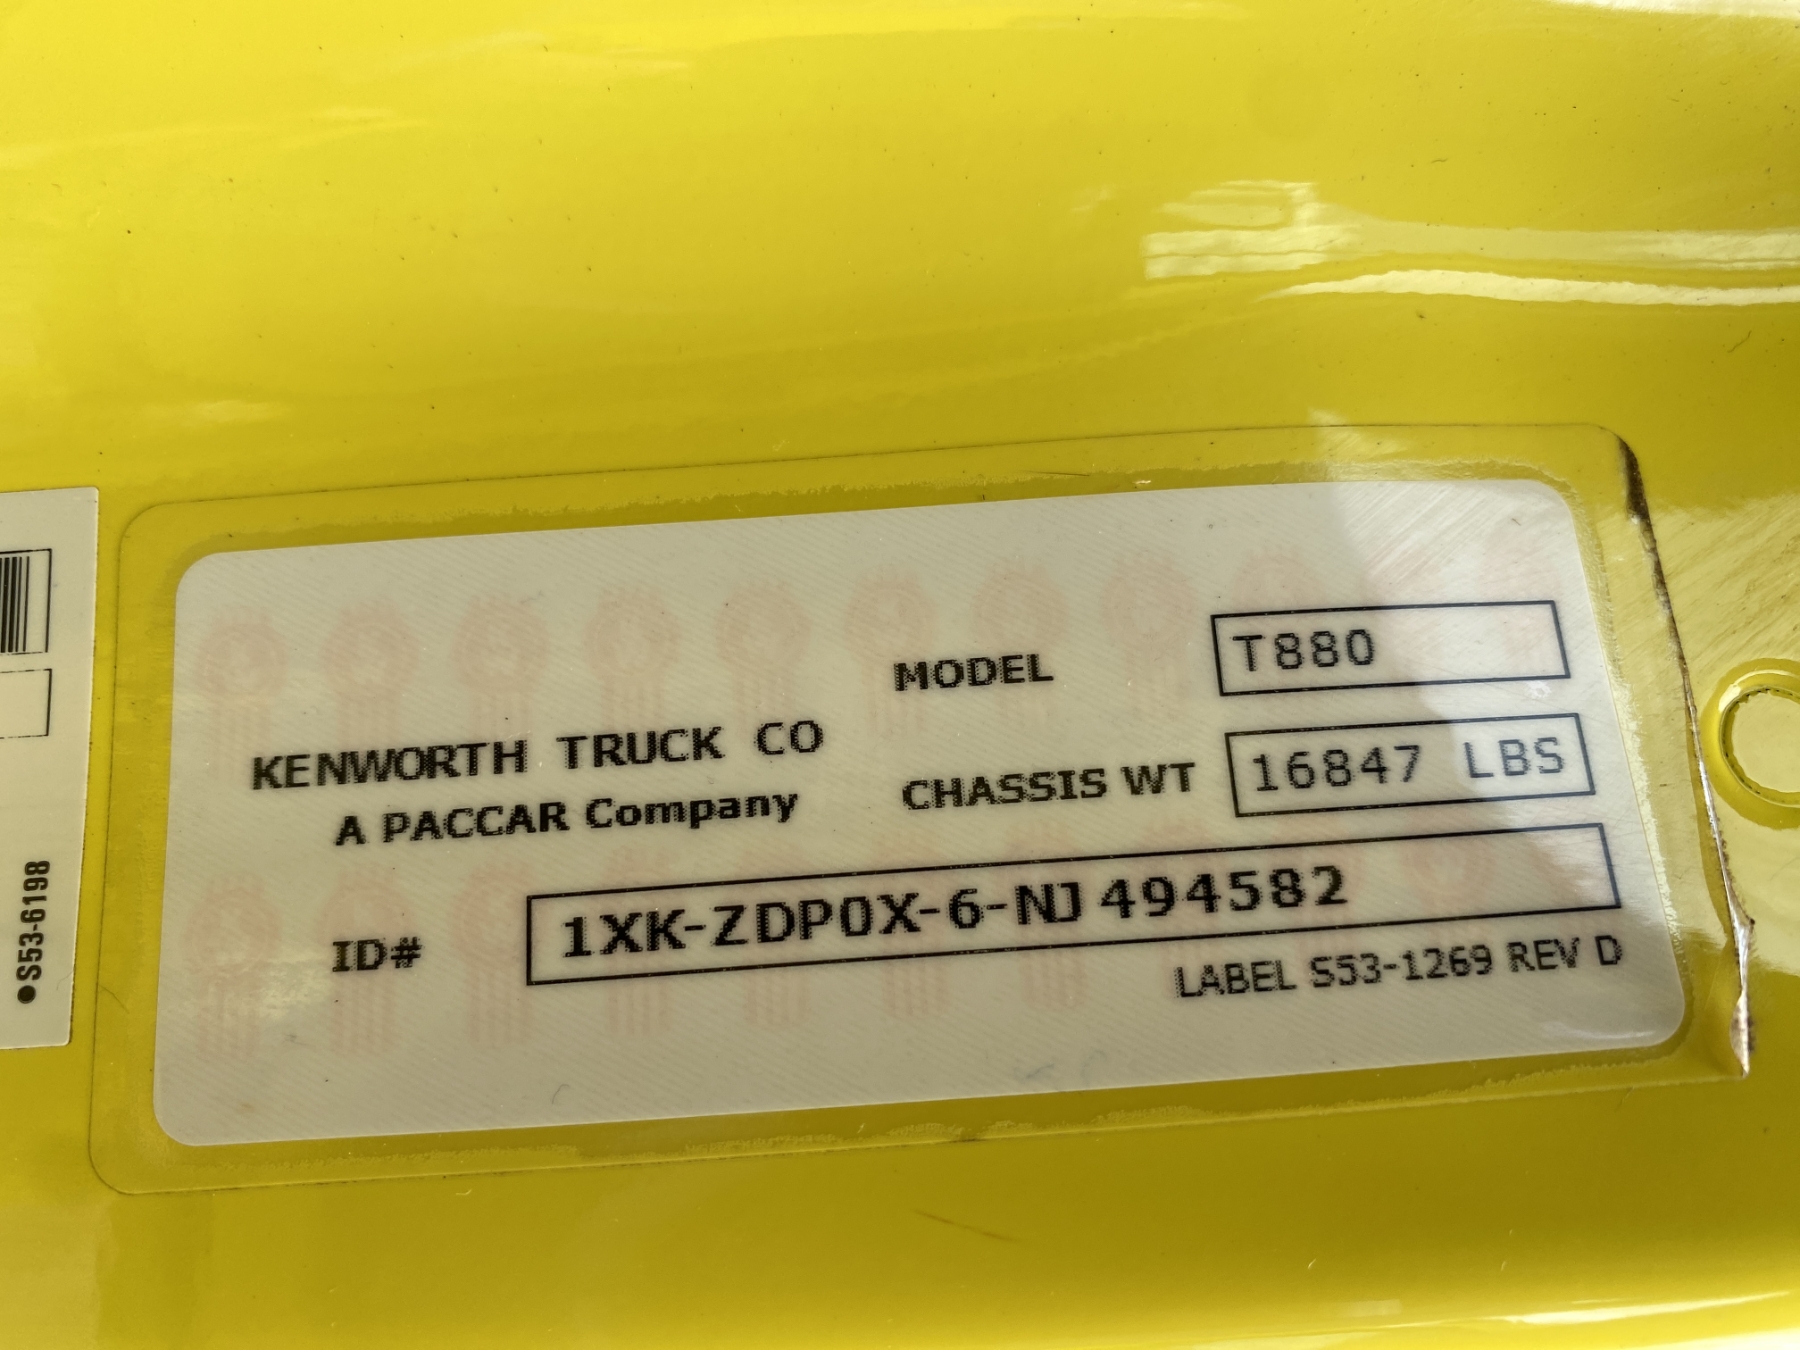 MODEL T880
KENWORTH TRUCK CO
A PACCAR Company
CHASSIS WT 16847 LBS
ID# 1XK-ZDP0X-6-NJ494582
LABEL S53-1269 REV D
●S53-6198